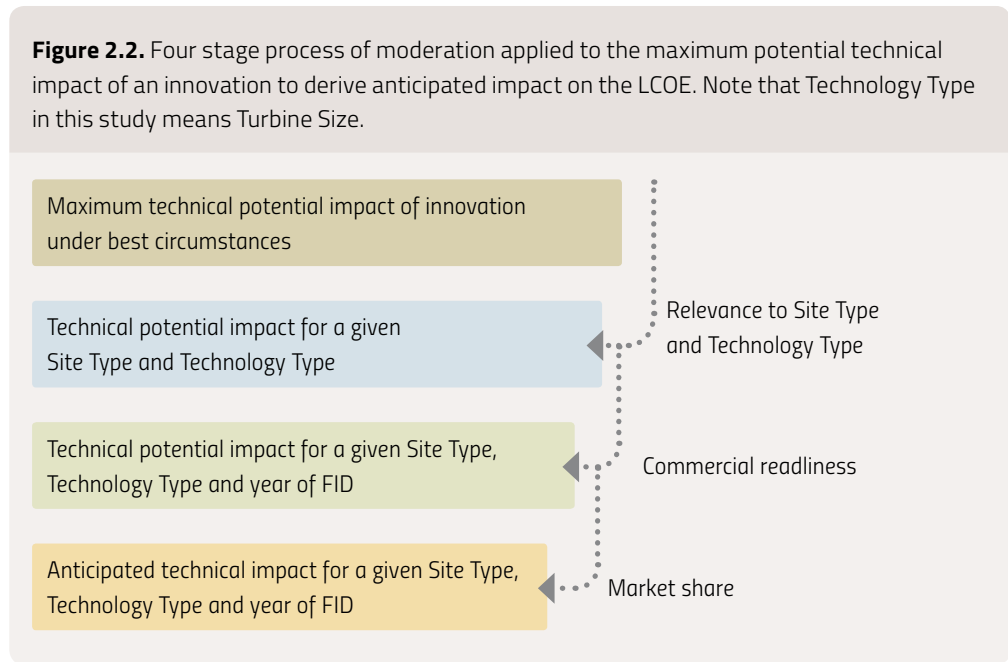 Figure 2.2. Four stage process of moderation applied to the maximum potential technical
impact of an innovation to derive anticipated impact on the LCOE. Note that Technology Type
in this study means Turbine Size.
Maximum technical potential impact of innovation
under best circumstances
Relevance to Site Type
and Technology Type
Technical potential impact for a given
Site Type and Technology Type
Technical potential impact for a given Site Type,
Technology Type and year of FID
Commercial readliness
Anticipated technical impact for a given Site Type,
Technology Type and year of FID
Market share